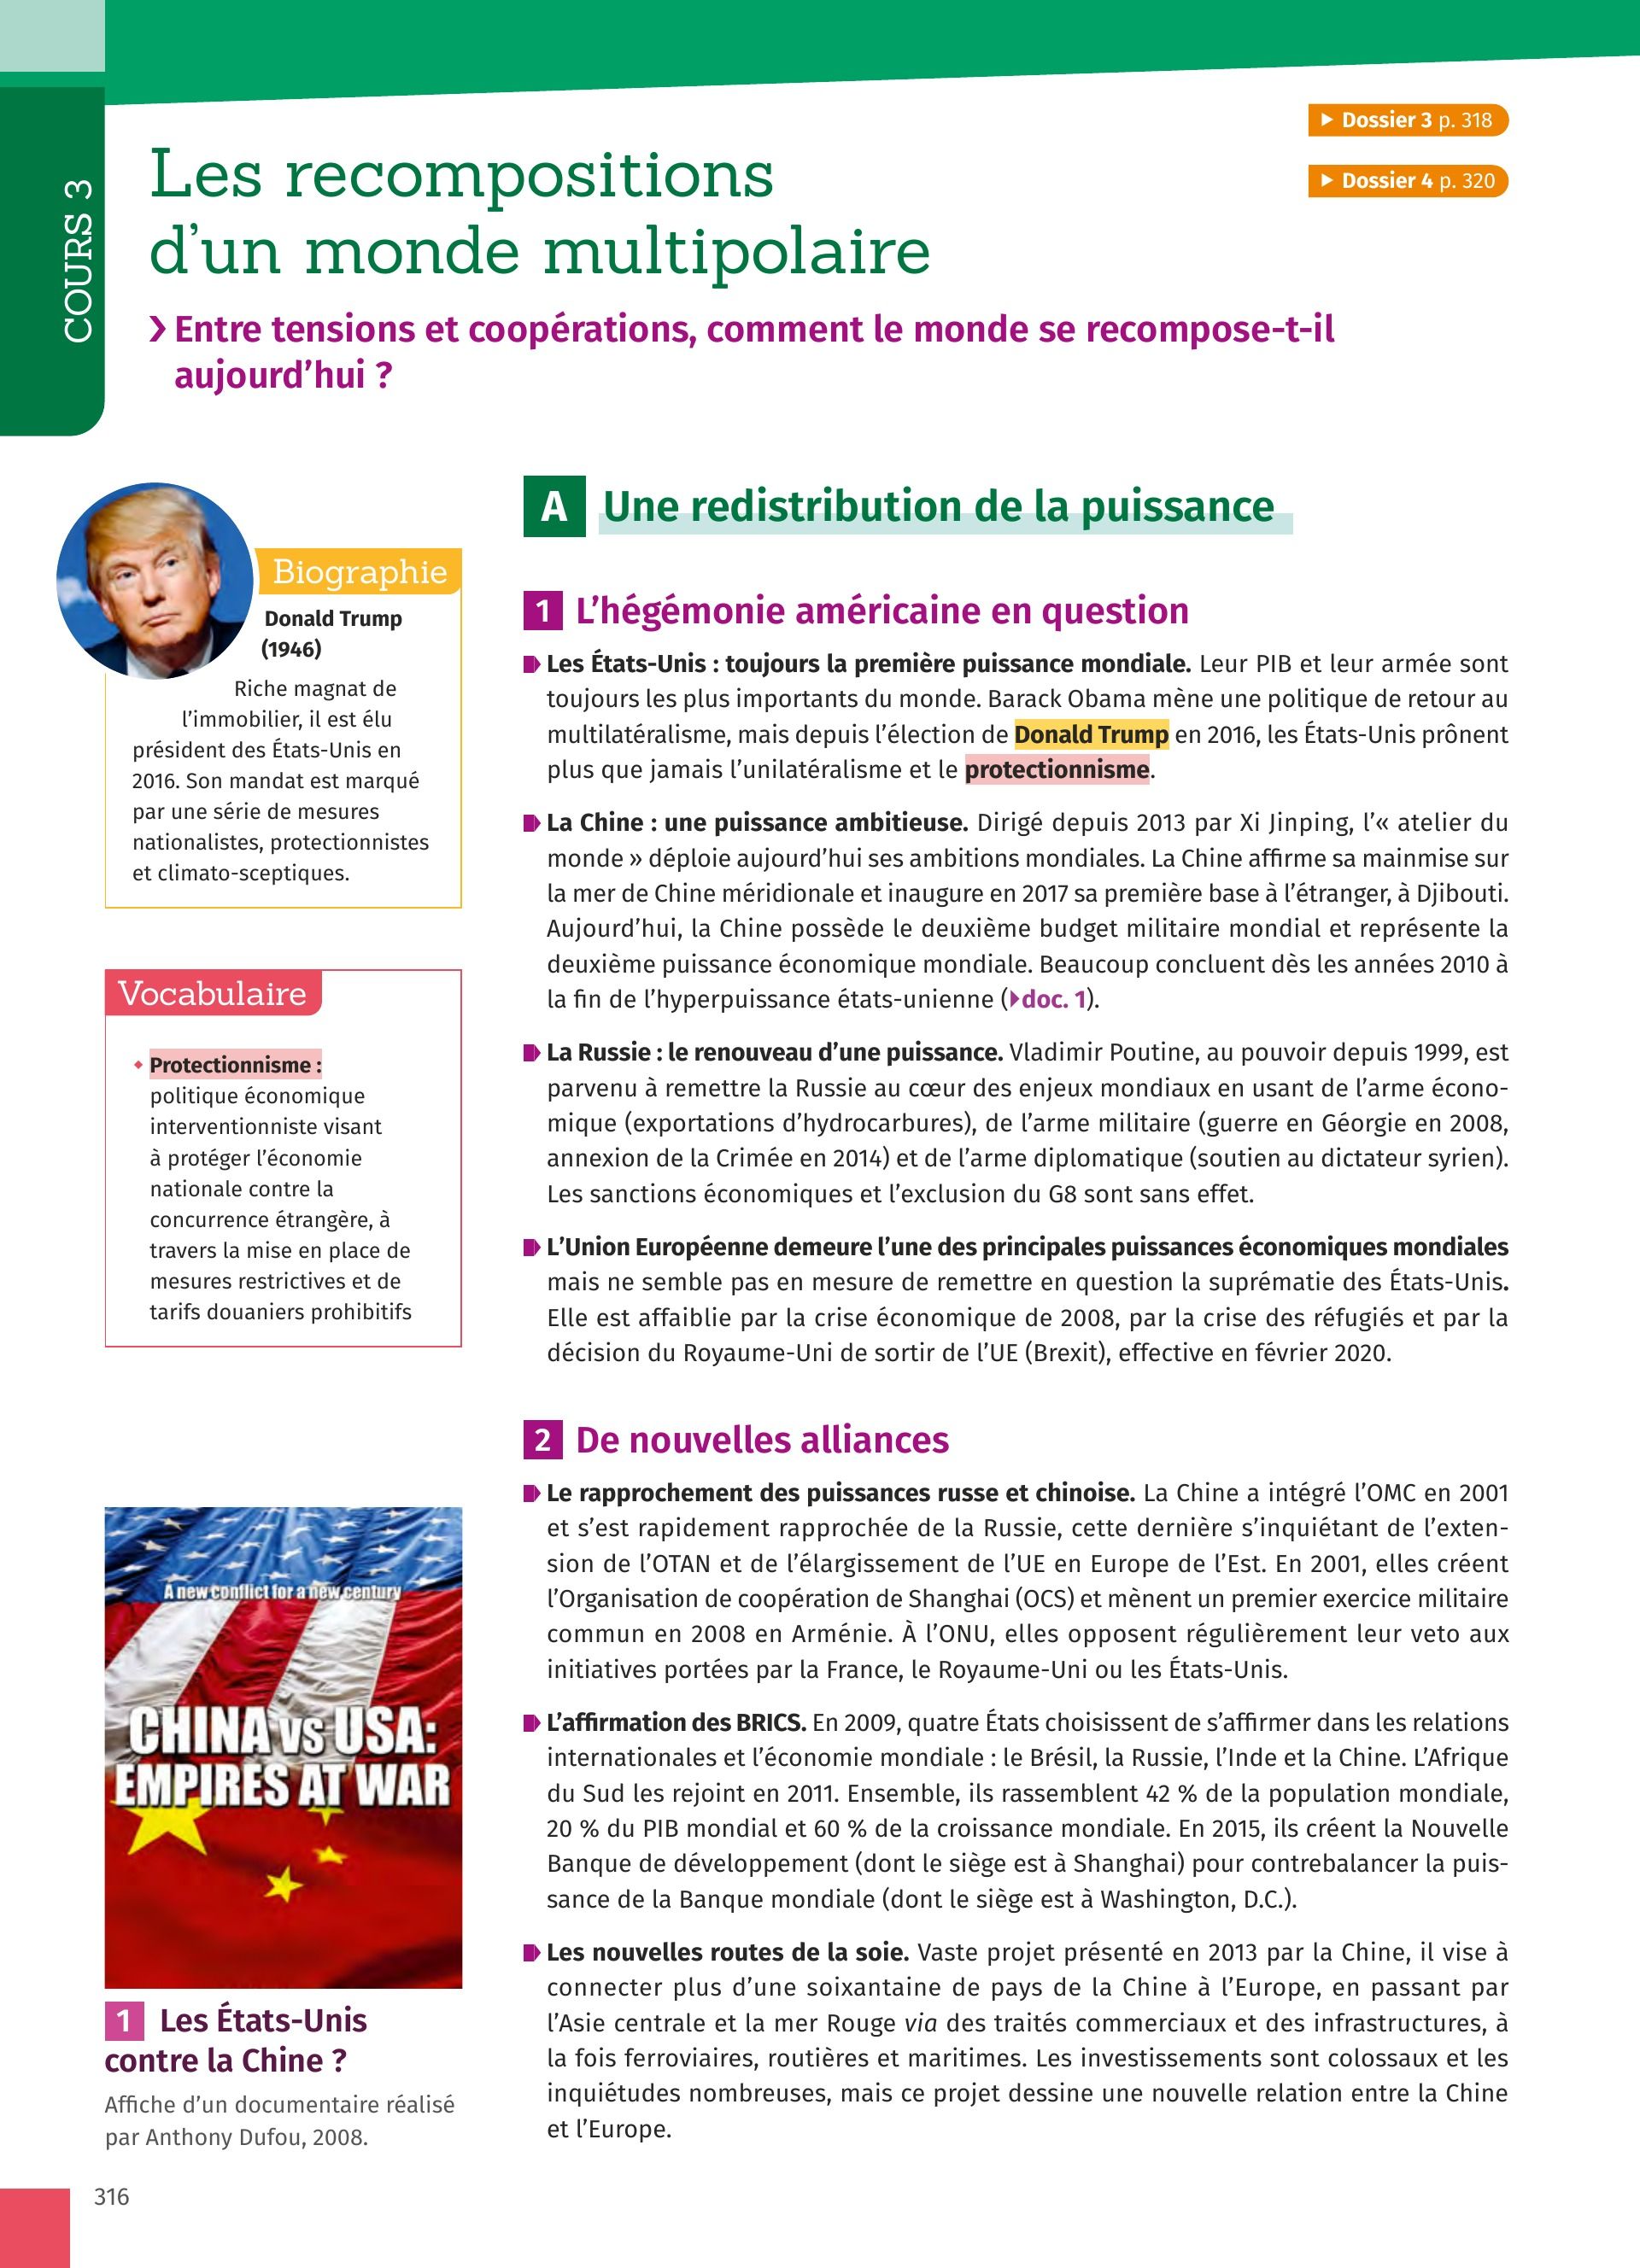 COURS 3
Dossier 3 p. 318
Dossier 4 p. 320
Les recompositions
d'un monde multipolaire
Entre tensions et coopérations, comment le monde se recompose-t-il
aujourd'hui ?
Biographie
Donald Trump
(1946)
Riche magnat de
l'immobilier, il est élu
président des États-Unis en
2016. Son mandat est marqué
par une série de mesures
nationalistes, protectionnistes
et climato-sceptiques.
Vocabulaire
Protectionnisme :
politique économique
interventionniste visant
à protéger l'économie
nationale contre la
concurrence étrangère, à
travers la mise en place de
mesures restrictives et de
tarifs douaniers prohibitifs
A new conflict for a new century
CHINA vs USA:
EMPIRES AT WAR
1 Les États-Unis
contre la Chine ?
Affiche d'un documentaire réalisé
par Anthony Dufou, 2008.
A Une redistribution de la puissance
1 L'hégémonie américaine en question
Les États-Unis : toujours la première puissance mondiale. Leur PIB et leur armée sont
toujours les plus importants du monde. Barack Obama mène une politique de retour au
multilatéralisme, mais depuis l'élection de Donald Trump en 2016, les États-Unis prônent
plus que jamais l'unilatéralisme et le protectionnisme.
La Chine : une puissance ambitieuse. Dirigé depuis 2013 par Xi Jinping, l'« atelier du
monde » déploie aujourd'hui ses ambitions mondiales. La Chine affirme sa mainmise sur
la mer de Chine méridionale et inaugure en 2017 sa première base à l'étranger, à Djibouti.
Aujourd'hui, la Chine possède le deuxième budget militaire mondial et représente la
deuxième puissance économique mondiale. Beaucoup concluent dès les années 2010 à
la fin de l'hyperpuissance états-unienne (doc. 1).
La Russie : le renouveau d'une puissance. Vladimir Poutine, au pouvoir depuis 1999, est
parvenu à remettre la Russie au cœur des enjeux mondiaux en usant de l'arme écono-
mique (exportations d'hydrocarbures), de l'arme militaire (guerre en Géorgie en 2008,
annexion de la Crimée en 2014) et de l'arme diplomatique (soutien au dictateur syrien).
Les sanctions économiques et l'exclusion du G8 sont sans effet.
L'Union Européenne demeure l'une des principales puissances économiques mondiales
mais ne semble pas en mesure de remettre en question la suprématie des États-Unis.
Elle est affaiblie par la crise économique de 2008, par la crise des réfugiés et par la
décision du Royaume-Uni de sortir de l'UE (Brexit), effective en février 2020.
2 De nouvelles alliances
Le rapprochement des puissances russe et chinoise. La Chine a intégré l'OMC en 2001
et s'est rapidement rapprochée de la Russie, cette dernière s'inquiétant de l'exten-
sion de l'OTAN et de l'élargissement de l'UE en Europe de l'Est. En 2001, elles créent
l'Organisation de coopération de Shanghai (OCS) et mènent un premier exercice militaire
commun en 2008 en Arménie. À l'ONU, elles opposent régulièrement leur veto aux
initiatives portées par la France, le Royaume-Uni ou les États-Unis.
L'affirmation des BRICS. En 2009, quatre États choisissent de s'affirmer dans les relations
internationales et l'économie mondiale : le Brésil, la Russie, l'Inde et la Chine. L'Afrique
du Sud les rejoint en 2011. Ensemble, ils rassemblent 42 % de la population mondiale,
20 % du PIB mondial et 60 % de la croissance mondiale. En 2015, ils créent la Nouvelle
Banque de développement (dont le siège est à Shanghai) pour contrebalancer la puis-
sance de la Banque mondiale (dont le siège est à Washington, D.C.).
Les nouvelles routes de la soie. Vaste projet présenté en 2013 par la Chine, il vise à
connecter plus d'une soixantaine de pays de la Chine à l'Europe, en passant par
l'Asie centrale et la mer Rouge via des traités commerciaux et des infrastructures, à
la fois ferroviaires, routières et maritimes. Les investissements sont colossaux et les
inquiétudes nombreuses, mais ce projet dessine une nouvelle relation entre la Chine
et l'Europe.
316